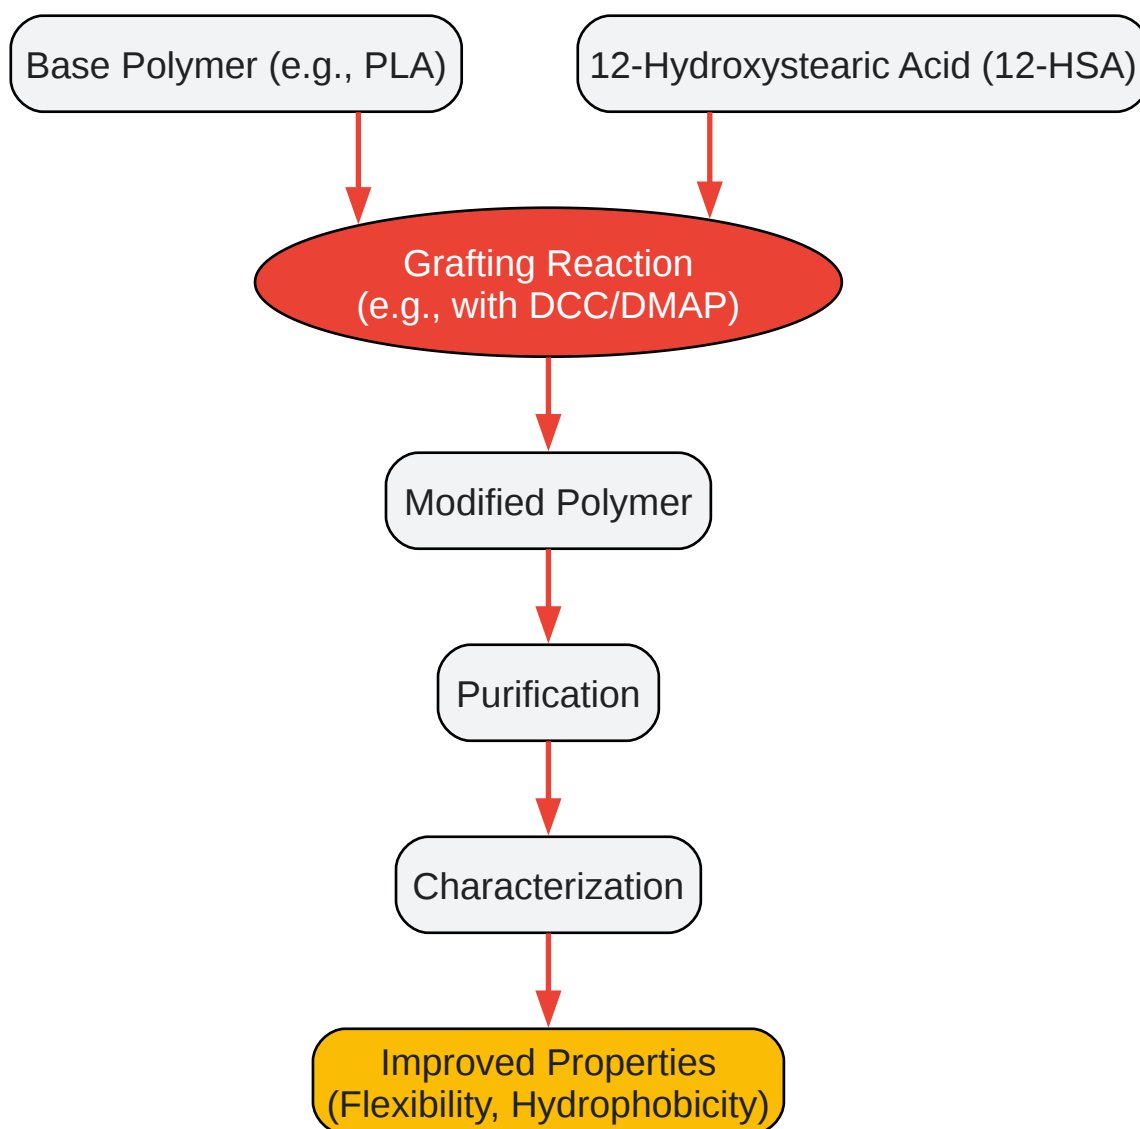 Base Polymer (e.g., PLA)
12-Hydroxystearic Acid (12-HSA)
Grafting Reaction
(e.g., with DCC/DMAP)
Modified Polymer
Purification
Characterization
Improved Properties
(Flexibility, Hydrophobicity)